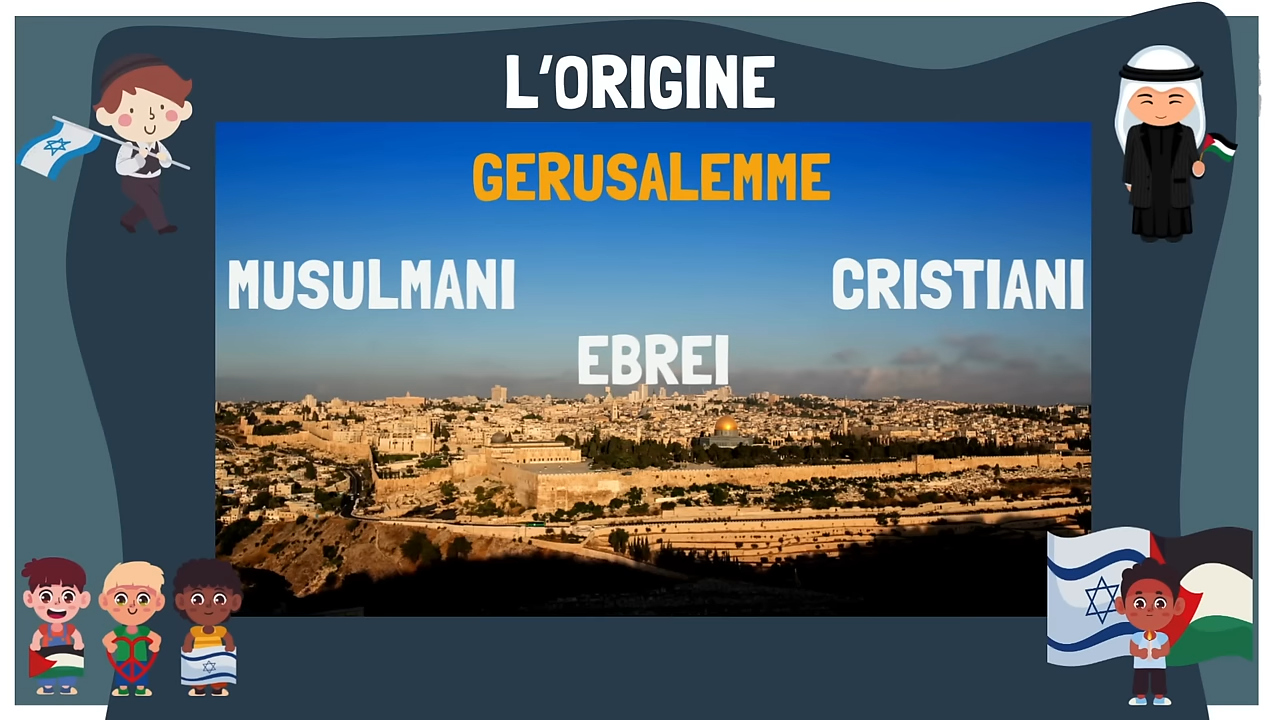 L'ORIGINE
GERUSALEMME
MUSULMANI
CRISTIANI
EBREI